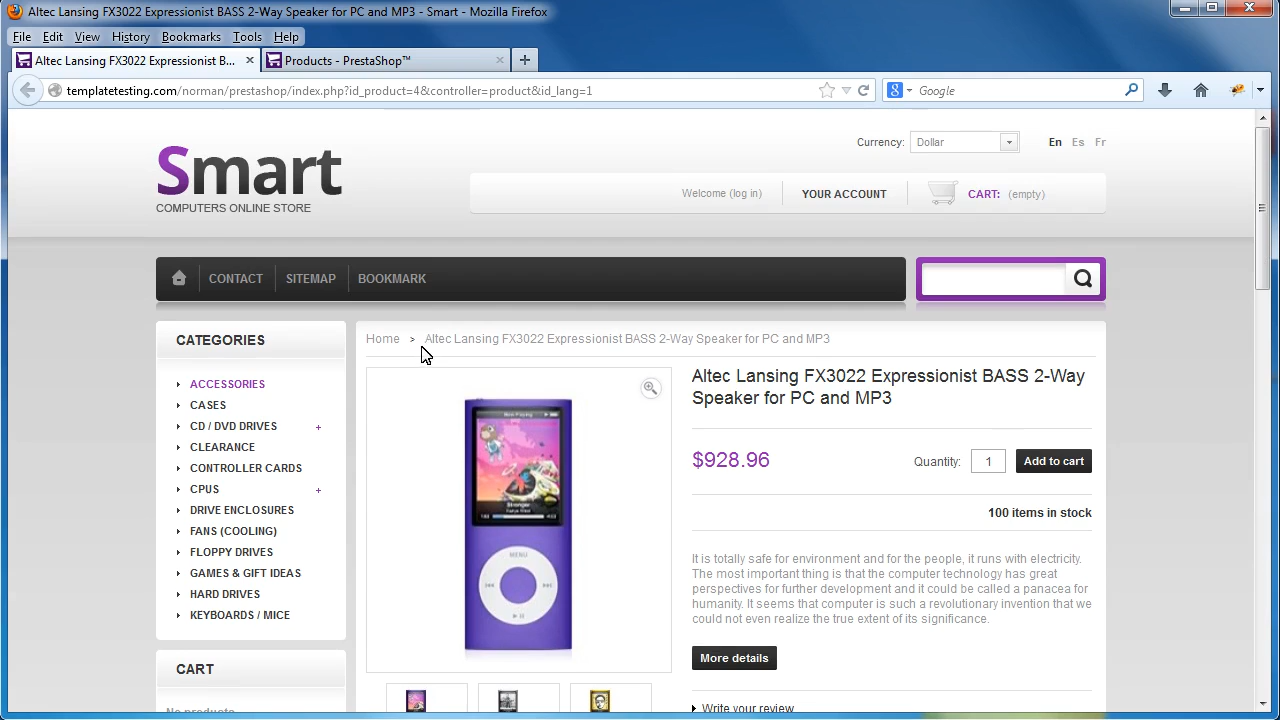 Altec Lansing FX3022 Expressionist BASS 2-Way Speaker for PC and MP3 - Smart - Mozilla Firefox
File Edit View History Bookmarks Tools Help
Altec Lansing FX3022 Expressionist B... Products - PrestaShop™
templatetesting.com/jerman/prestashop/index.php?id_product=4&controller=product&id_lang=1 Google
Currency: Dollar En Es Fr
Smart
COMPUTERS ONLINE STORE
Welcome (log in) YOUR ACCOUNT CART: (empty)
CONTACT SITEMAP BOOKMARK
CATEGORIES
ACCESSORIES
CASES
CD / DVD DRIVES +
CLEARANCE
CONTROLLER CARDS
CPUS +
DRIVE ENCLOSURES
FANS (COOLING)
FLOPPY DRIVES
GAMES & GIFT IDEAS
HARD DRIVES
KEYBOARDS / MICE
CART
No products
Home > Altec Lansing FX3022 Expressionist BASS 2-Way Speaker for PC and MP3
MENU
Altec Lansing FX3022 Expressionist BASS 2-Way
Speaker for PC and MP3
$928.96 Quantity: 1 Add to cart
100 items in stock
It is totally safe for environment and for the people, it runs with electricity.
The most important thing is that the computer technology has great
perspectives for further development and it could be called a panacea for
humanity. It seems that computer is such a revolutionary invention that we
could not even realize the true extent of its significance.
More details
Write your review